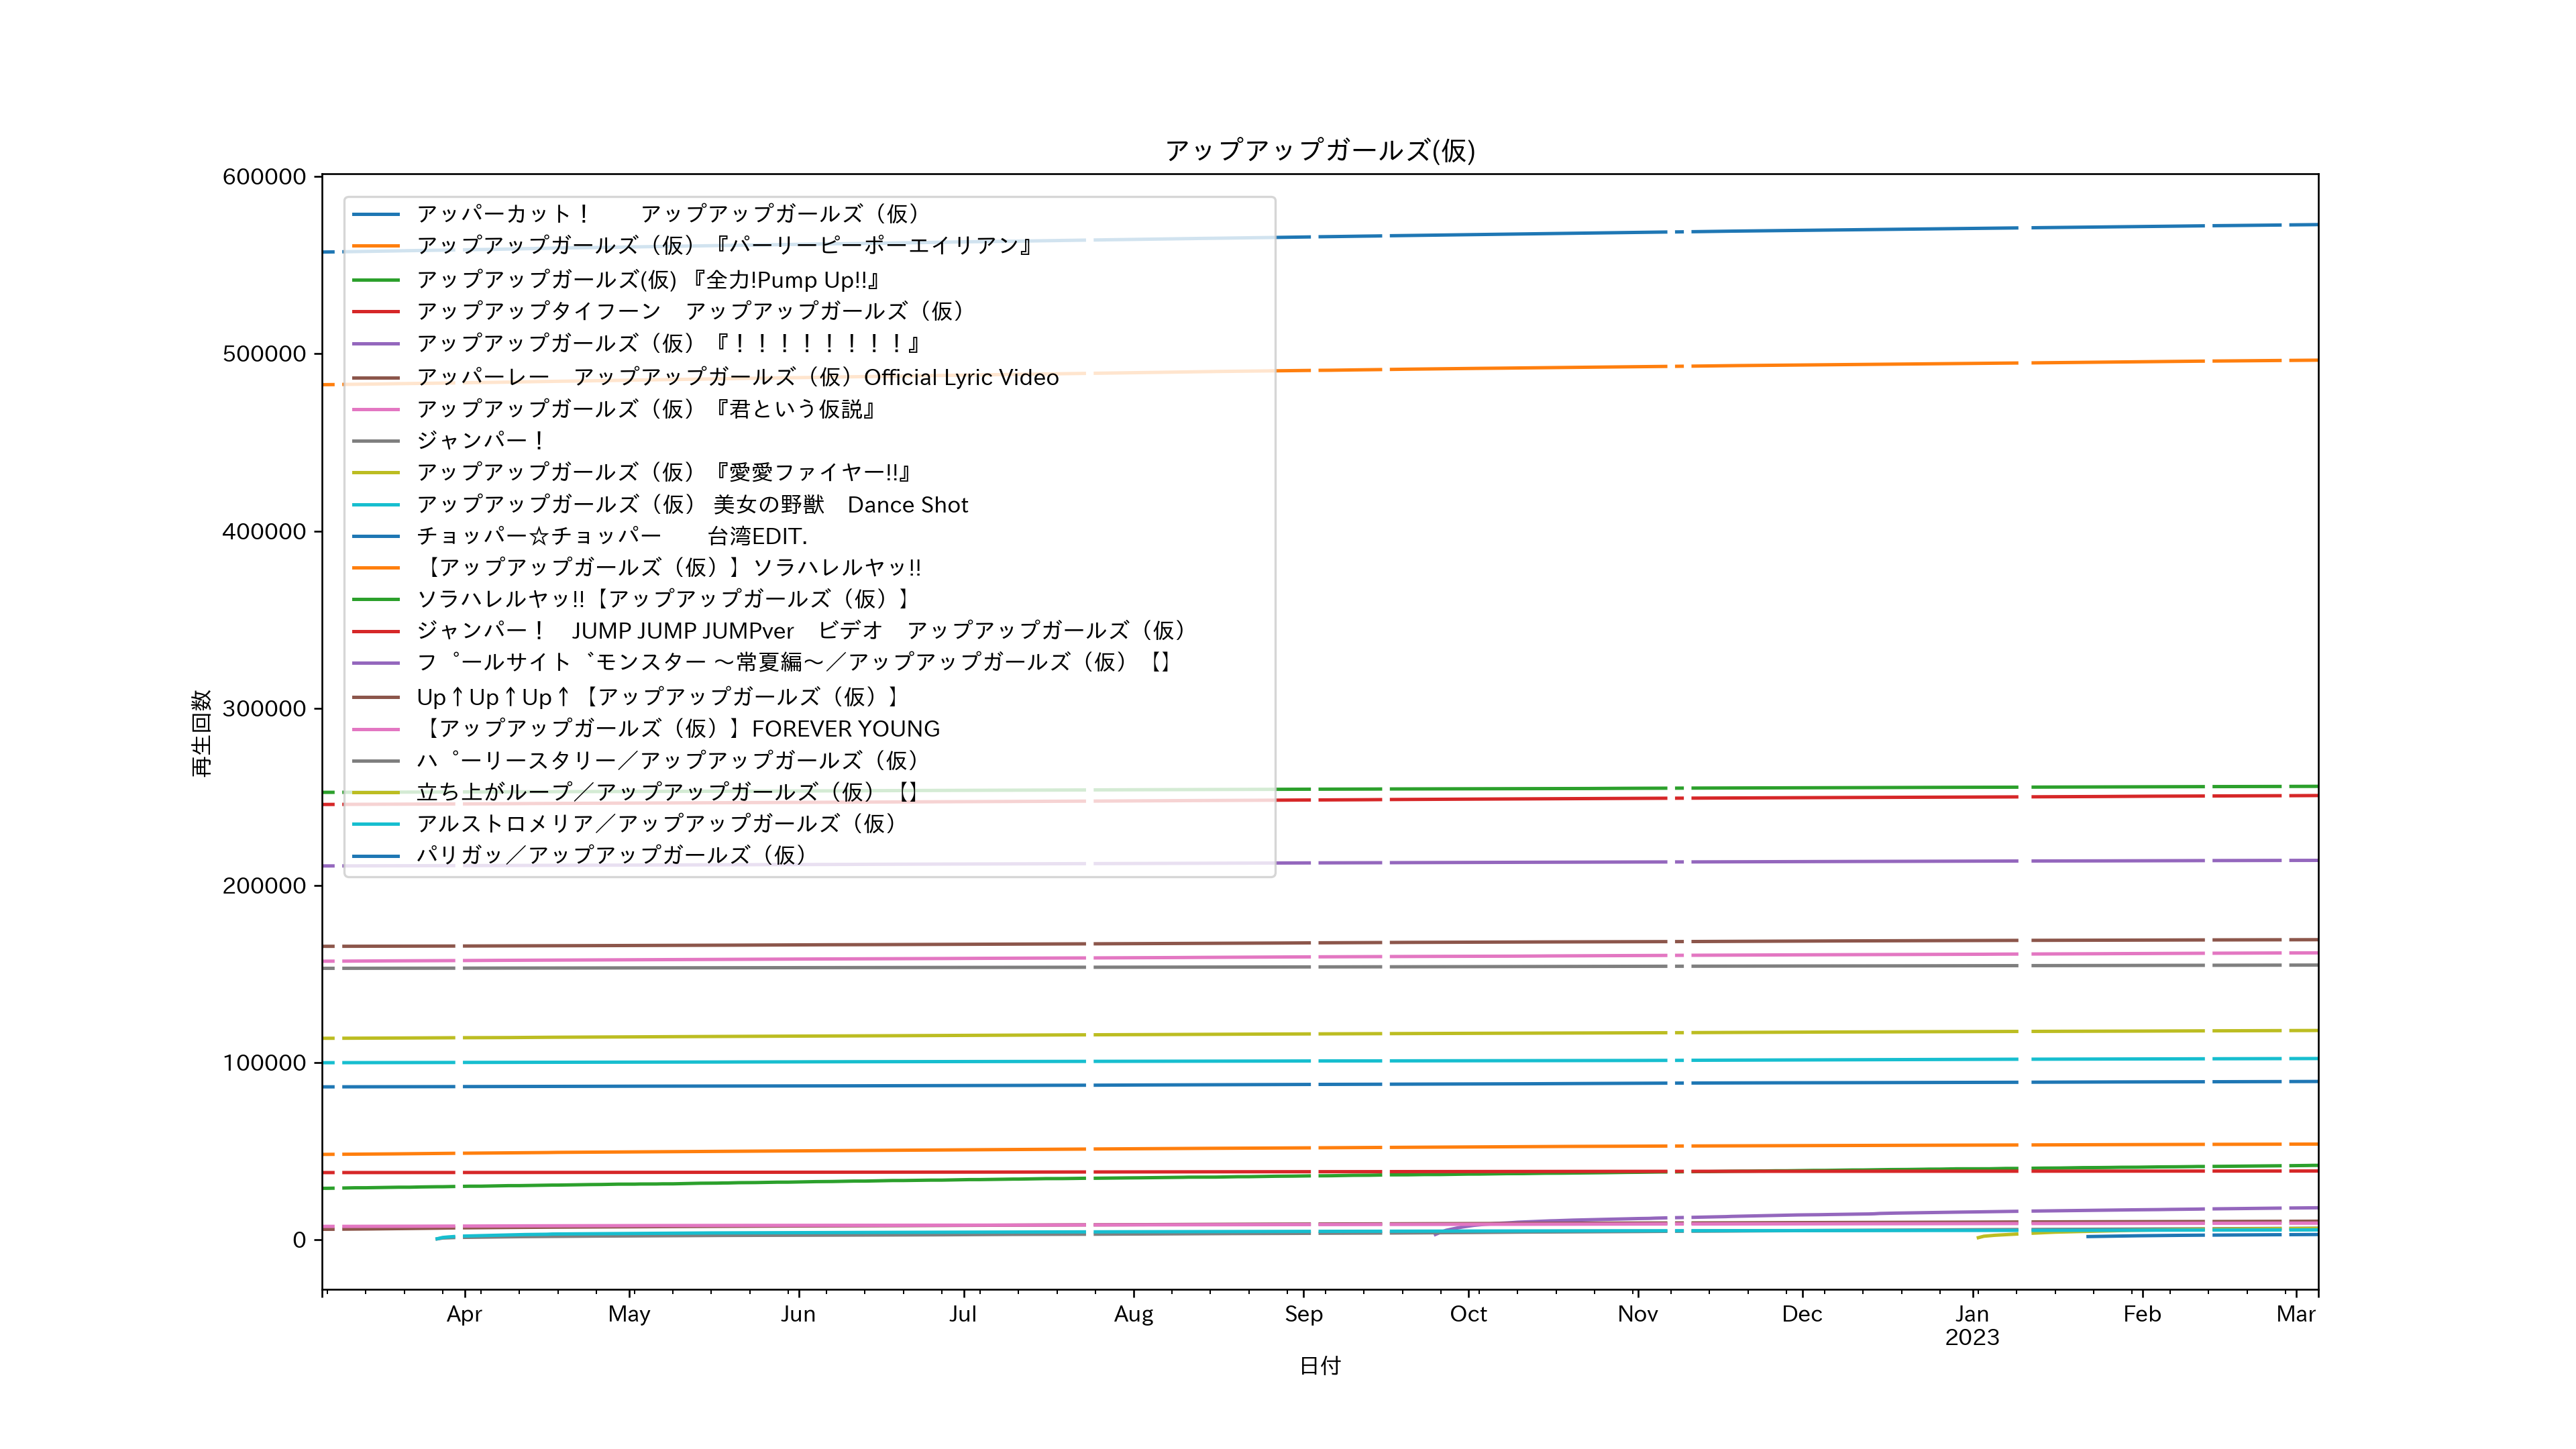 アップアップガールズ(仮)
600000
500000
400000
300000
200000
100000
0
再生回数
アッパーカット！　　アップアップガールズ（仮）
アップアップガールズ（仮）『パーリーピーポーエイリアン』
アップアップガールズ(仮) 『全力!Pump Up!!』
アップアップタイフーン　アップアップガールズ（仮）
アップアップガールズ（仮）『！！！！！！！！』
アッパーレー　アップアップガールズ（仮）Official Lyric Video
アップアップガールズ（仮）『君という仮説』
ジャンパー！
アップアップガールズ（仮）『愛愛ファイヤー!!』
アップアップガールズ（仮） 美女の野獣　Dance Shot
チョッパー☆チョッパー　　台湾EDIT.
【アップアップガールズ（仮）】ソラハレルヤッ!!
ソラハレルヤッ!!【アップアップガールズ（仮）】
ジャンパー！　JUMP JUMP JUMPver　ビデオ　アップアップガールズ（仮）
フ゜ールサイト゛モンスター 〜常夏編〜／アップアップガールズ（仮）【】
Up↑Up↑Up↑【アップアップガールズ（仮）】
【アップアップガールズ（仮）】FOREVER YOUNG
ハ゜ーリースタリー／アップアップガールズ（仮）
立ち上がループ／アップアップガールズ（仮）【】
アルストロメリア／アップアップガールズ（仮）
パリガッ／アップアップガールズ（仮）
Apr May Jun Jul Aug Sep Oct Nov Dec Jan Feb Mar
2023
日付